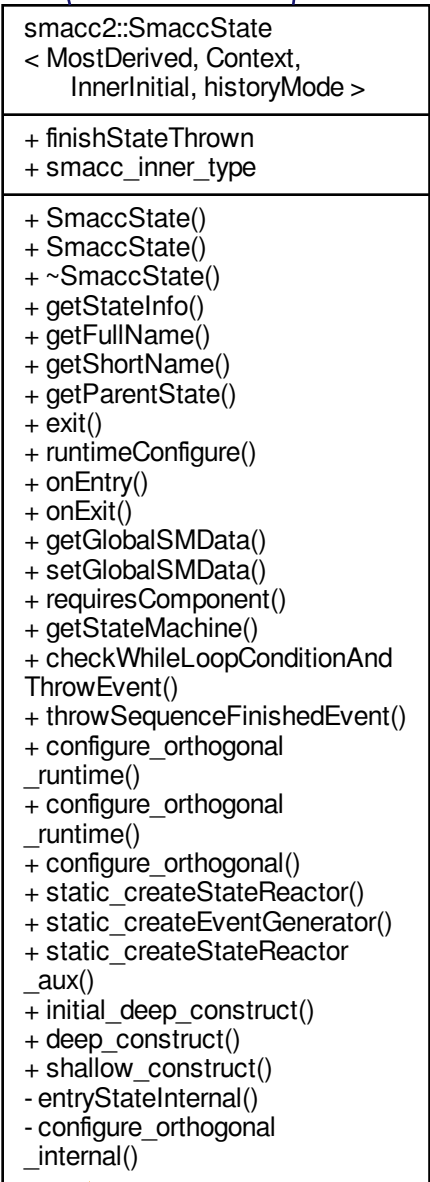 smacc2::SmaccState
< MostDerived, Context,
InnerInitial, historyMode >
+ finishStateThrown
+ smacc_inner_type
+ SmaccState()
+ SmaccState()
+ ~SmaccState()
+ getStateInfo()
+ getFullName()
+ getShortName()
+ getParentState()
+ exit()
+ runtimeConfigure()
+ onEntry()
+ onExit()
+ getGlobalSMData()
+ setGlobalSMData()
+ requiresComponent()
+ getStateMachine()
+ checkWhileLoopConditionAnd
ThrowEvent()
+ throwSequenceFinishedEvent()
+ configure_orthogonal
_runtime()
+ configure_orthogonal
_runtime()
+ configure_orthogonal()
+ static_createStateReactor()
+ static_createEventGenerator()
+ static_createStateReactor
_aux()
+ initial_deep_construct()
+ deep_construct()
+ shallow_construct()
- entryStateInternal()
- configure_orthogonal
_internal()